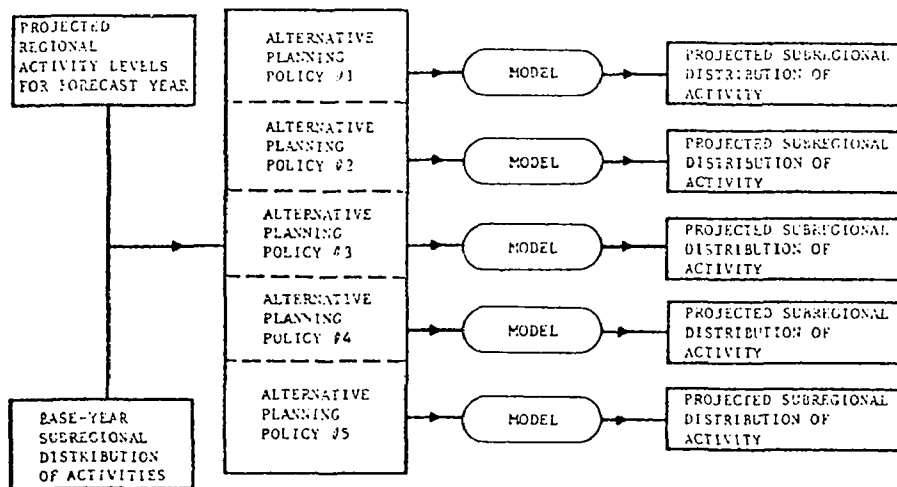 PROJECTED
REGIONAL
ACTIVITY LEVELS
FOR FORECAST YEAR
BASE-YEAR
SUBREGIONAL
DISTRIBUTION
OF ACTIVITIES
ALTERNATIVE
PLANNING
POLICY #1
MODEL
PROJECTED SUBREGIONAL
DISTRIBUTION OF
ACTIVITY
ALTERNATIVE
PLANNING
POLICY #2
MODEL
PROJECTED SUBREGIONAL
DISTRIBUTION OF
ACTIVITY
ALTERNATIVE
PLANNING
POLICY #3
MODEL
PROJECTED SUBREGIONAL
DISTRIBUTION OF
ACTIVITY
ALTERNATIVE
PLANNING
POLICY #4
MODEL
PROJECTED SUBREGIONAL
DISTRIBUTION OF
ACTIVITY
ALTERNATIVE
PLANNING
POLICY #5
MODEL
PROJECTED SUBREGIONAL
DISTRIBUTION OF
ACTIVITY